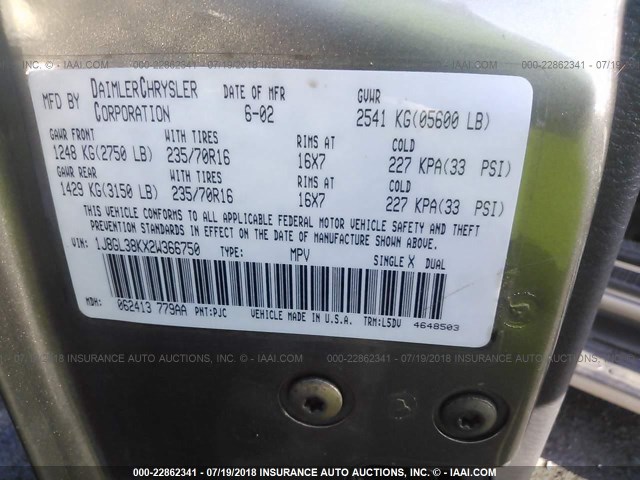 000-22862341 - 07/19/2018 INSURANCE AUTO AUCTIONS, INC. © - IAAI.COM
000-22862341 - 07/19/2018
MFD BY DAIMLERCHRYSLER CORPORATION
DATE OF MFR 6-02
GVWR 2541 KG(05600 LB)
GAWR FRONT WITH TIRES RIMS AT COLD
1248 KG(2750 LB) 235/70R16 16X7 227 KPA(33 PSI)
GAWR REAR WITH TIRES RIMS AT COLD
1429 KG(3150 LB) 235/70R16 16X7 227 KPA(33 PSI)
THIS VEHICLE CONFORMS TO ALL APPLICABLE FEDERAL MOTOR VEHICLE SAFETY AND THEFT
PREVENTION STANDARDS IN EFFECT ON THE DATE OF MANUFACTURE SHOWN ABOVE.
VIN: 1J8GL38KX2W366750 TYPE: MPV SINGLE X DUAL
MDH: 062413 779AA PNT:PJC VEHICLE MADE IN U.S.A. TRM:L5DV 4648503
000-22862341 - 07/19/2018 INSURANCE AUTO AUCTIONS, INC. © - IAAI.COM
000-22862341 - 07/19/2018 INSURANCE AUTO AUCTIONS, INC. © - IAAI.COM